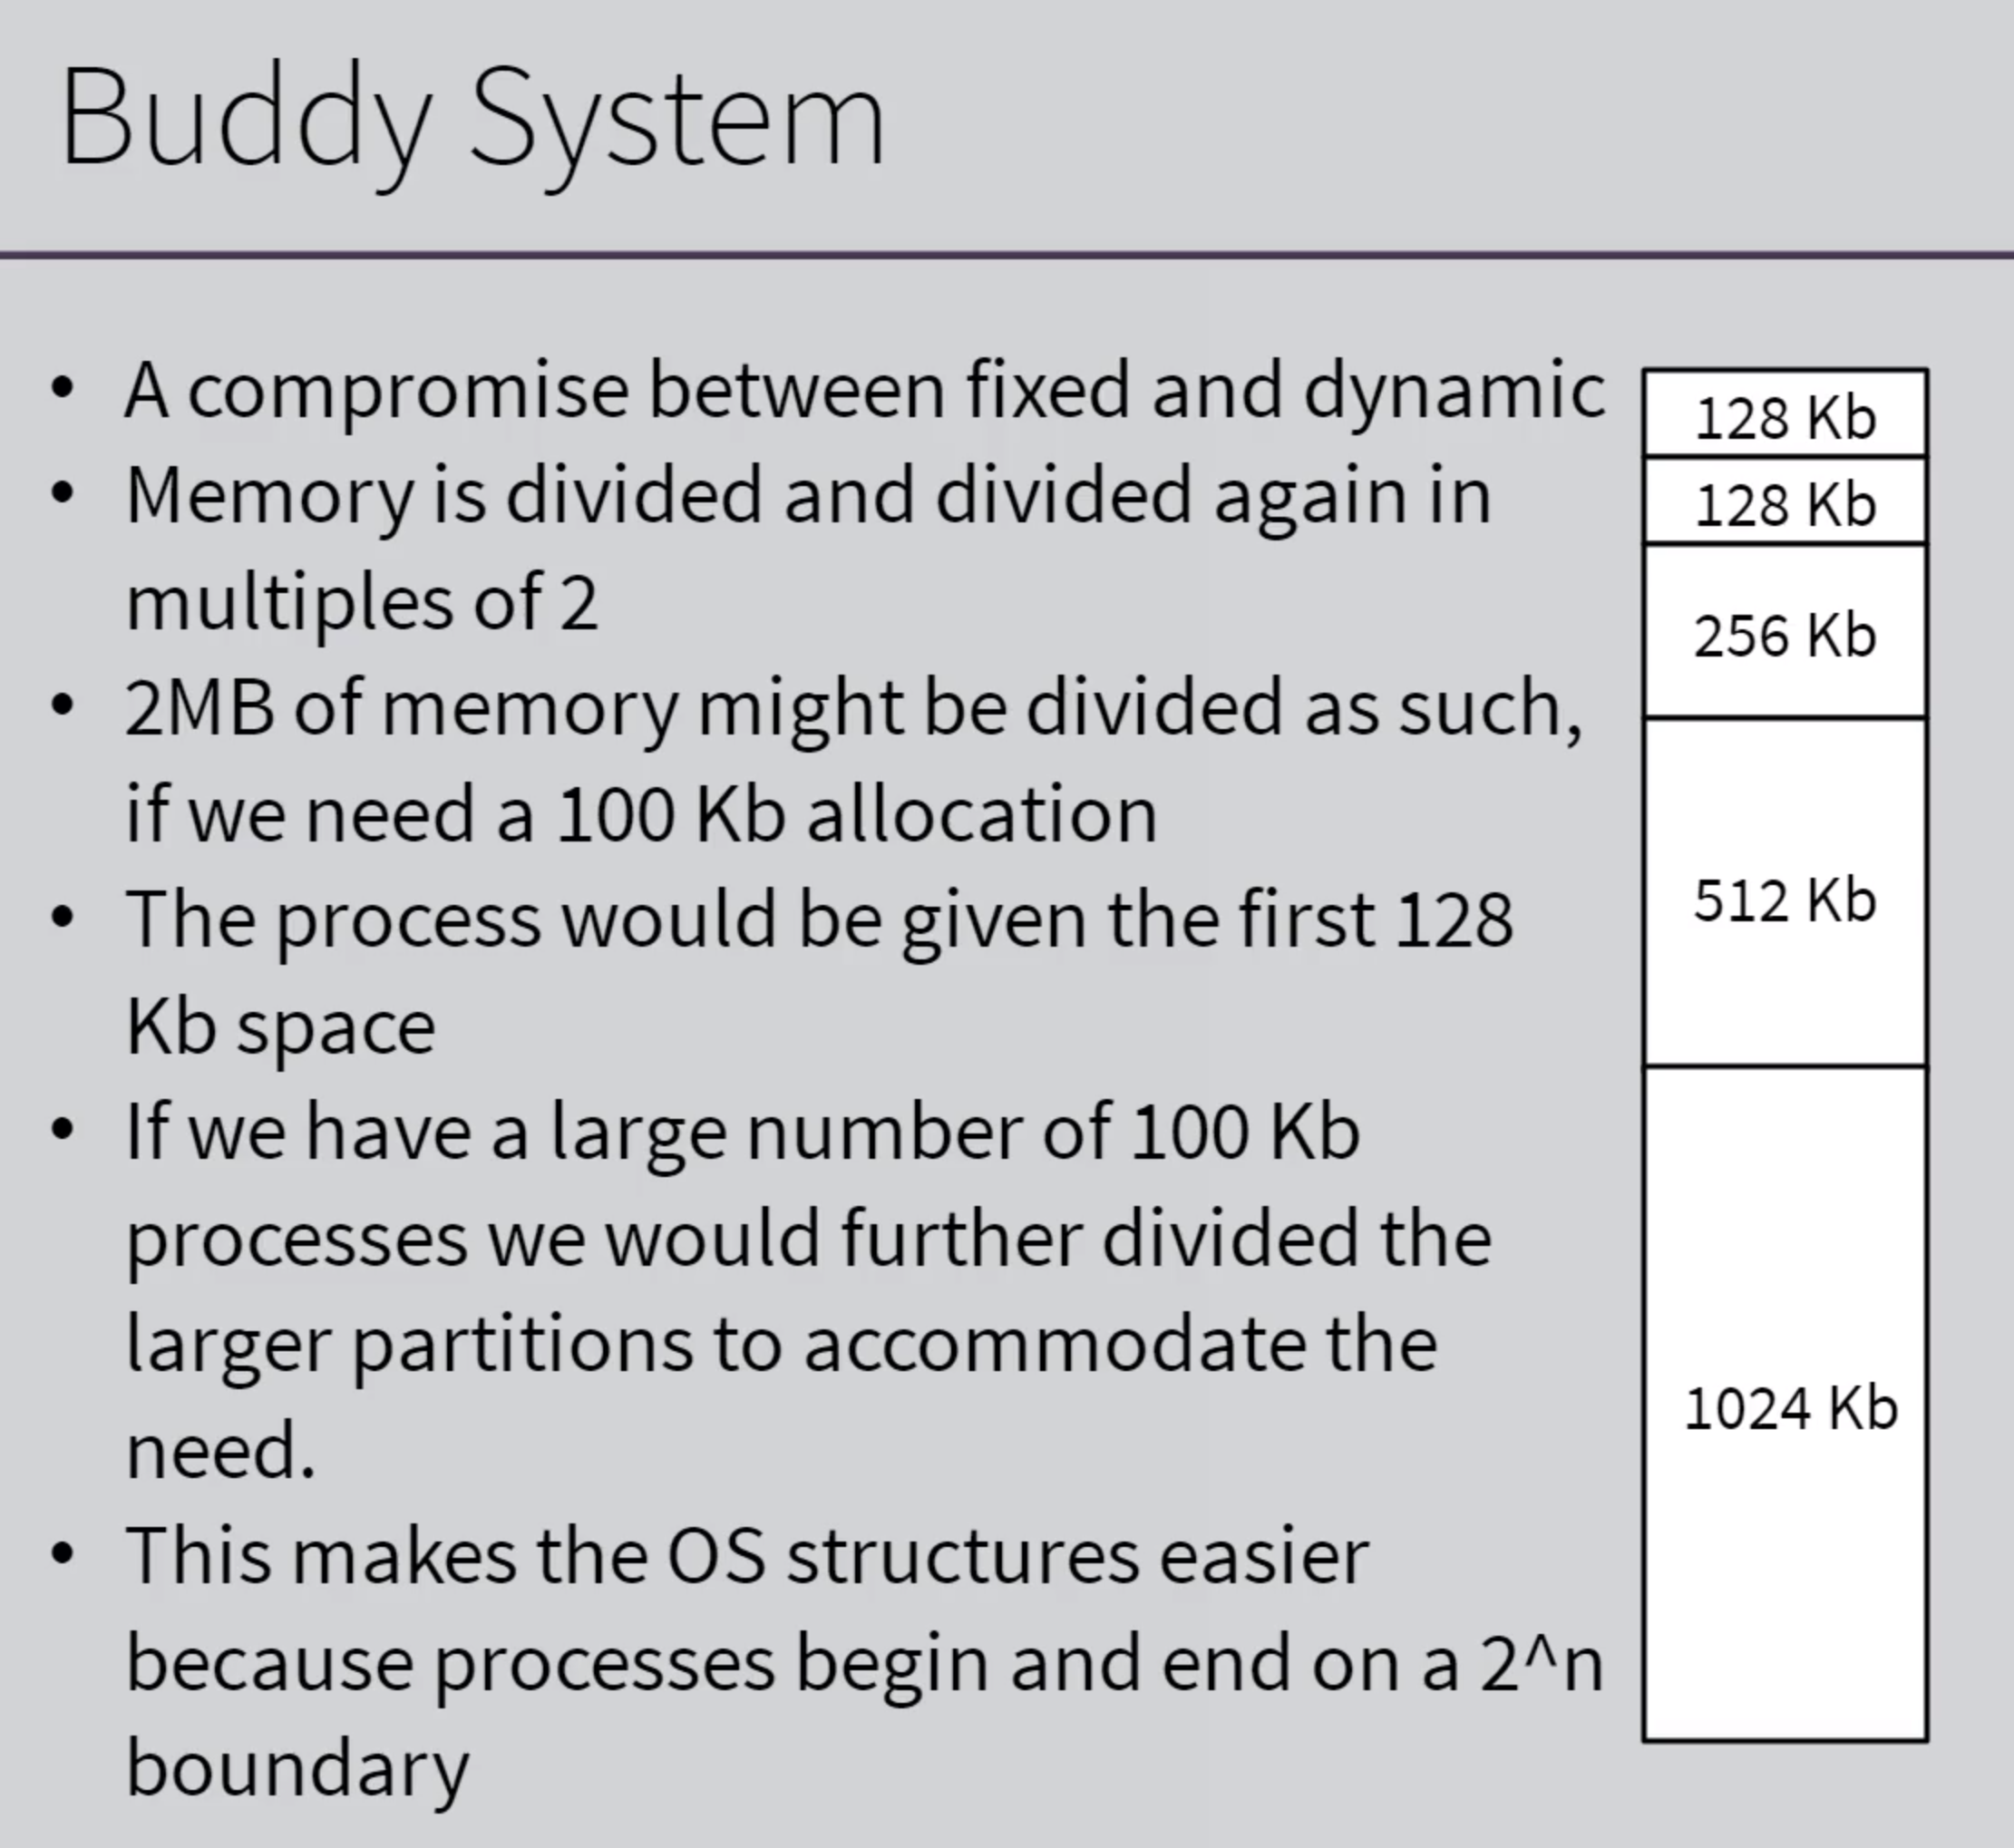 Buddy System
• A compromise between fixed and dynamic
• Memory is divided and divided again in
multiples of 2
• 2MB of memory might be divided as such,
if we need a 100 Kb allocation
• The process would be given the first 128
Kb space
• If we have a large number of 100 Kb
processes we would further divided the
larger partitions to accommodate the
need.
• This makes the OS structures easier
because processes begin and end on a 2^n
boundary
128 Kb
128 Kb
256 Kb
512 Kb
1024 Kb